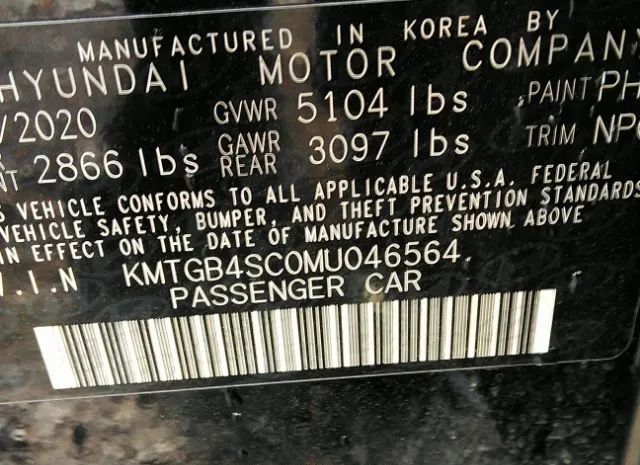 MANUFACTURED IN KOREA BY
HYUNDAI MOTOR COMPANY
/2020 GVWR 5104 lbs PAINT PH
2866 lbs GAWR REAR 3097 lbs TRIM NP
VEHICLE CONFORMS TO ALL APPLICABLE U.S.A. FEDERAL
VEHICLE SAFETY, BUMPER, AND THEFT PREVENTION STANDARDS
IN EFFECT ON THE DATE OF MANUFACTURE SHOWN ABOVE
V.I.N KMTGB4SC0MU046564.
PASSENGER CAR